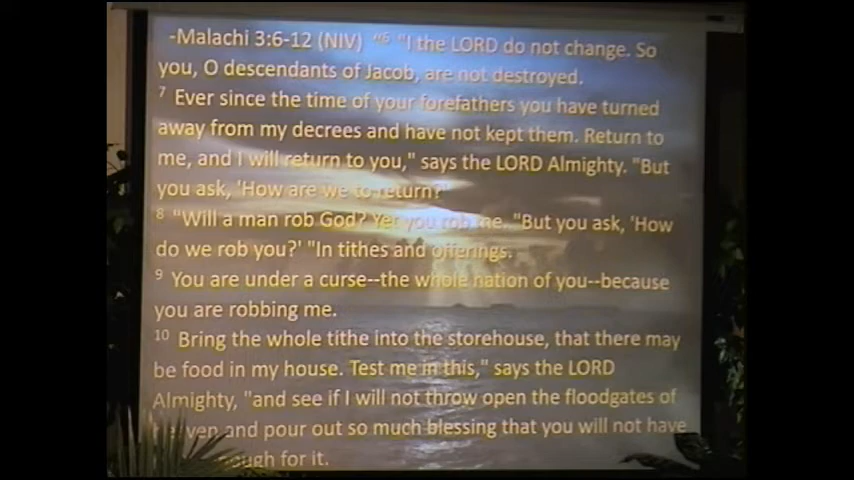 -Malachi 3:6-12 (NIV) "⁶ "I the LORD do not change. So
you, O descendants of Jacob, are not destroyed.
⁷ Ever since the time of your forefathers you have turned
away from my decrees and have not kept them. Return to
me, and I will return to you," says the LORD Almighty. "But
you ask, 'How are we to return?'
⁸ "Will a man rob God? Yet you rob me. "But you ask, 'How
do we rob you?' "In tithes and offerings.
⁹ You are under a curse--the whole nation of you--because
you are robbing me.
¹⁰ Bring the whole tithe into the storehouse, that there may
be food in my house. Test me in this," says the LORD
Almighty, "and see if I will not throw open the floodgates of
and pour out so much blessing that you will not have
for it.